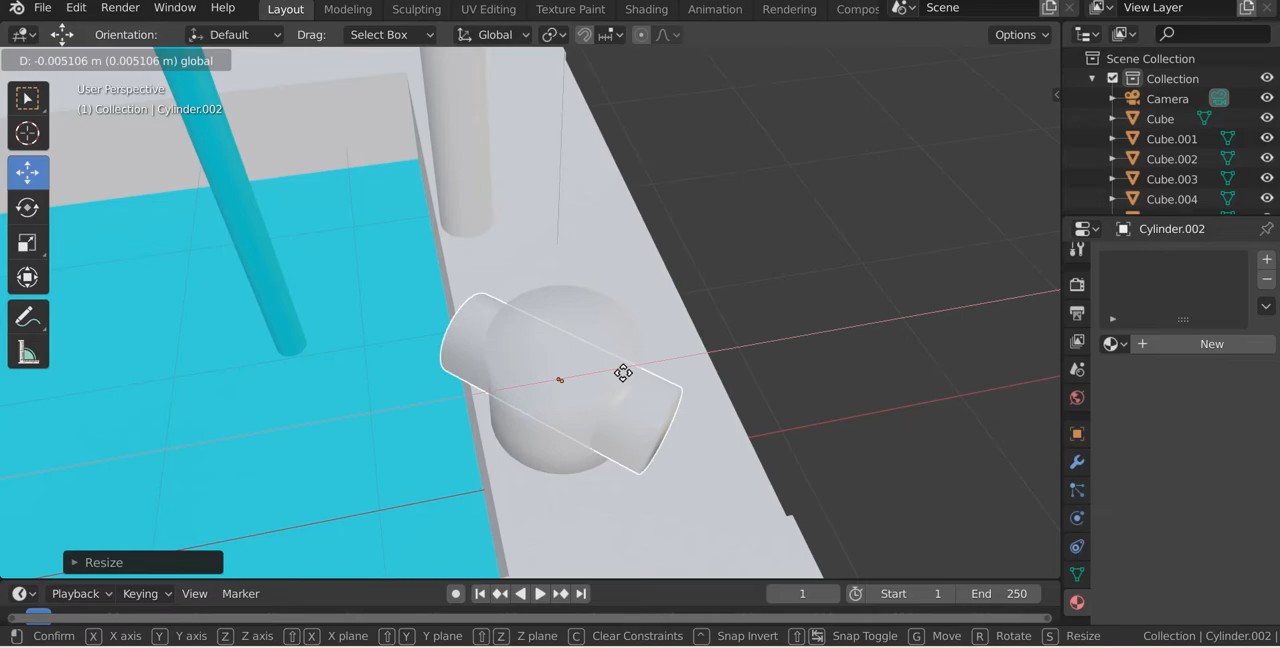 File Edit Render Window Help Layout Modeling Sculpting UV Editing Texture Paint Shading Animation Rendering Compos Scene View Layer
Orientation: Default Drag: Select Box Global Options
D: -0.005106 m (0.005106 m) global
User Perspective
(1) Collection | Cylinder.002
Scene Collection
Collection
Camera
Cube
Cube.001
Cube.002
Cube.003
Cube.004
Cylinder.002
New
Resize
Playback Keying View Marker 1 Start 1 End 250
Confirm X X axis Y Y axis Z Z axis X X plane Y Y plane Z Z plane C Clear Constraints ^ Snap Invert Snap Toggle G Move R Rotate S Resize Collection | Cylinder.002 |